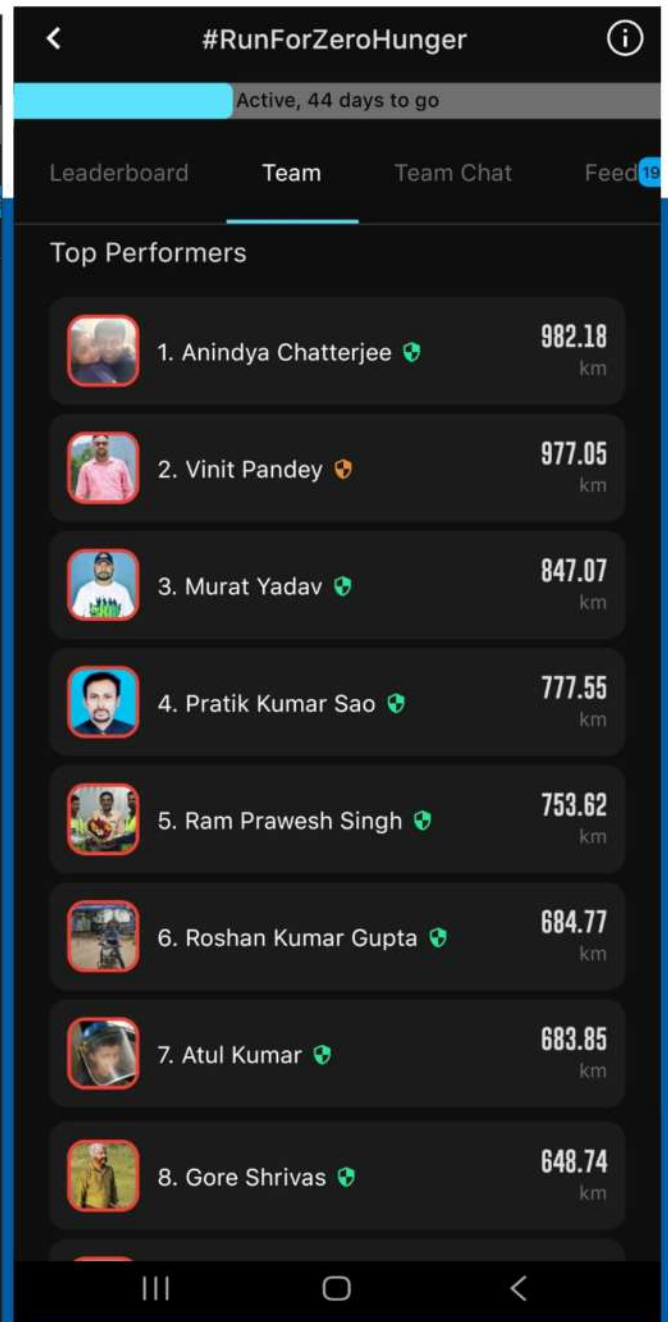 #RunForZeroHunger
Active, 44 days to go
Leaderboard Team Team Chat Feed 19
Top Performers
1. Anindya Chatterjee 982.18
km
2. Vinit Pandey 977.05
km
3. Murat Yadav 847.07
km
4. Pratik Kumar Sao 777.55
km
5. Ram Prawesh Singh 753.62
km
6. Roshan Kumar Gupta 684.77
km
7. Atul Kumar 683.85
km
8. Gore Shrivas 648.74
km